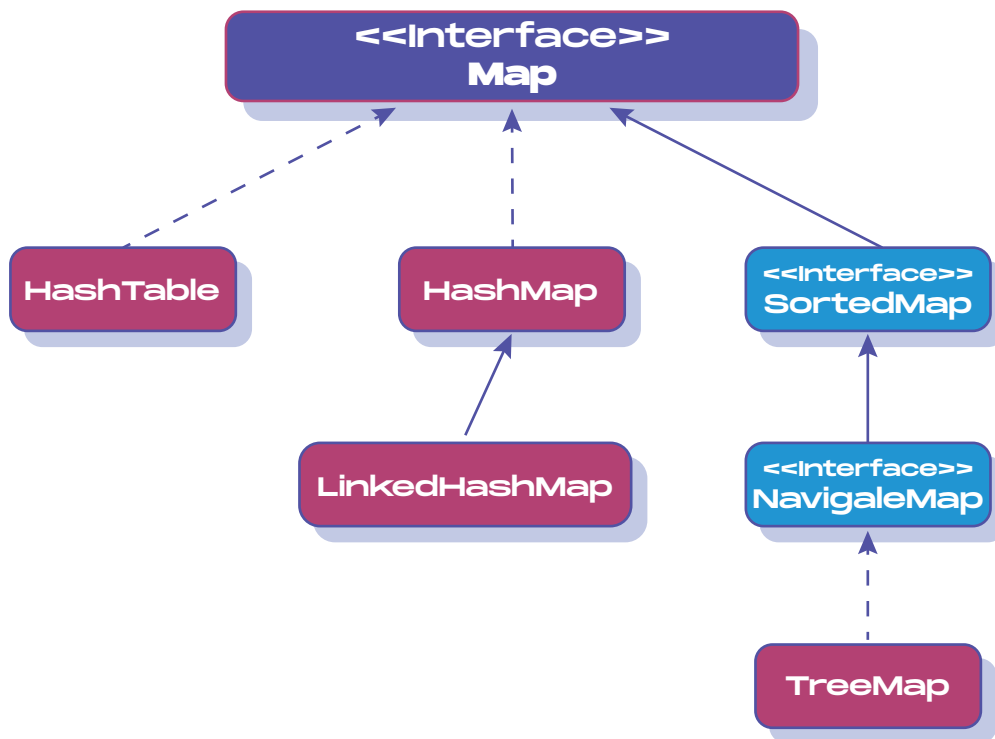 <<Interface>>
Map
HashTable
HashMap
<<Interface>>
SortedMap
LinkedHashMap
<<Interface>>
NavigaleMap
TreeMap